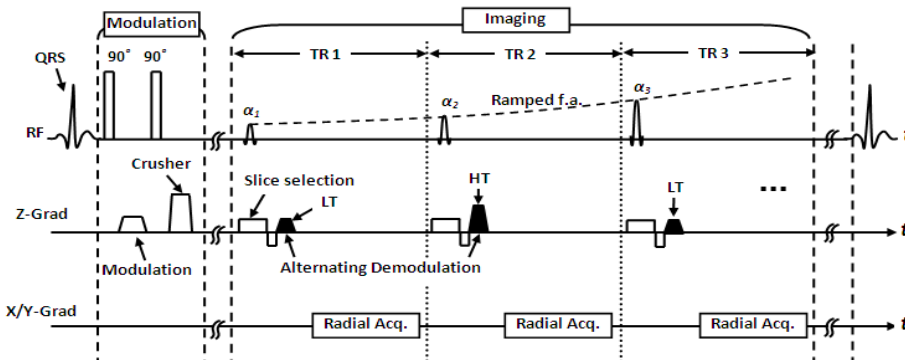 Imaging
Modulation
QRS
90° 90°
TR 1
TR 2
TR 3
α1
α2
Ramped f.a.
α3
RF
t
Crusher
Slice selection
LT
HT
LT
...
Z-Grad
t
Modulation
Alternating Demodulation
X/Y-Grad
Radial Acq.
Radial Acq.
Radial Acq.
t